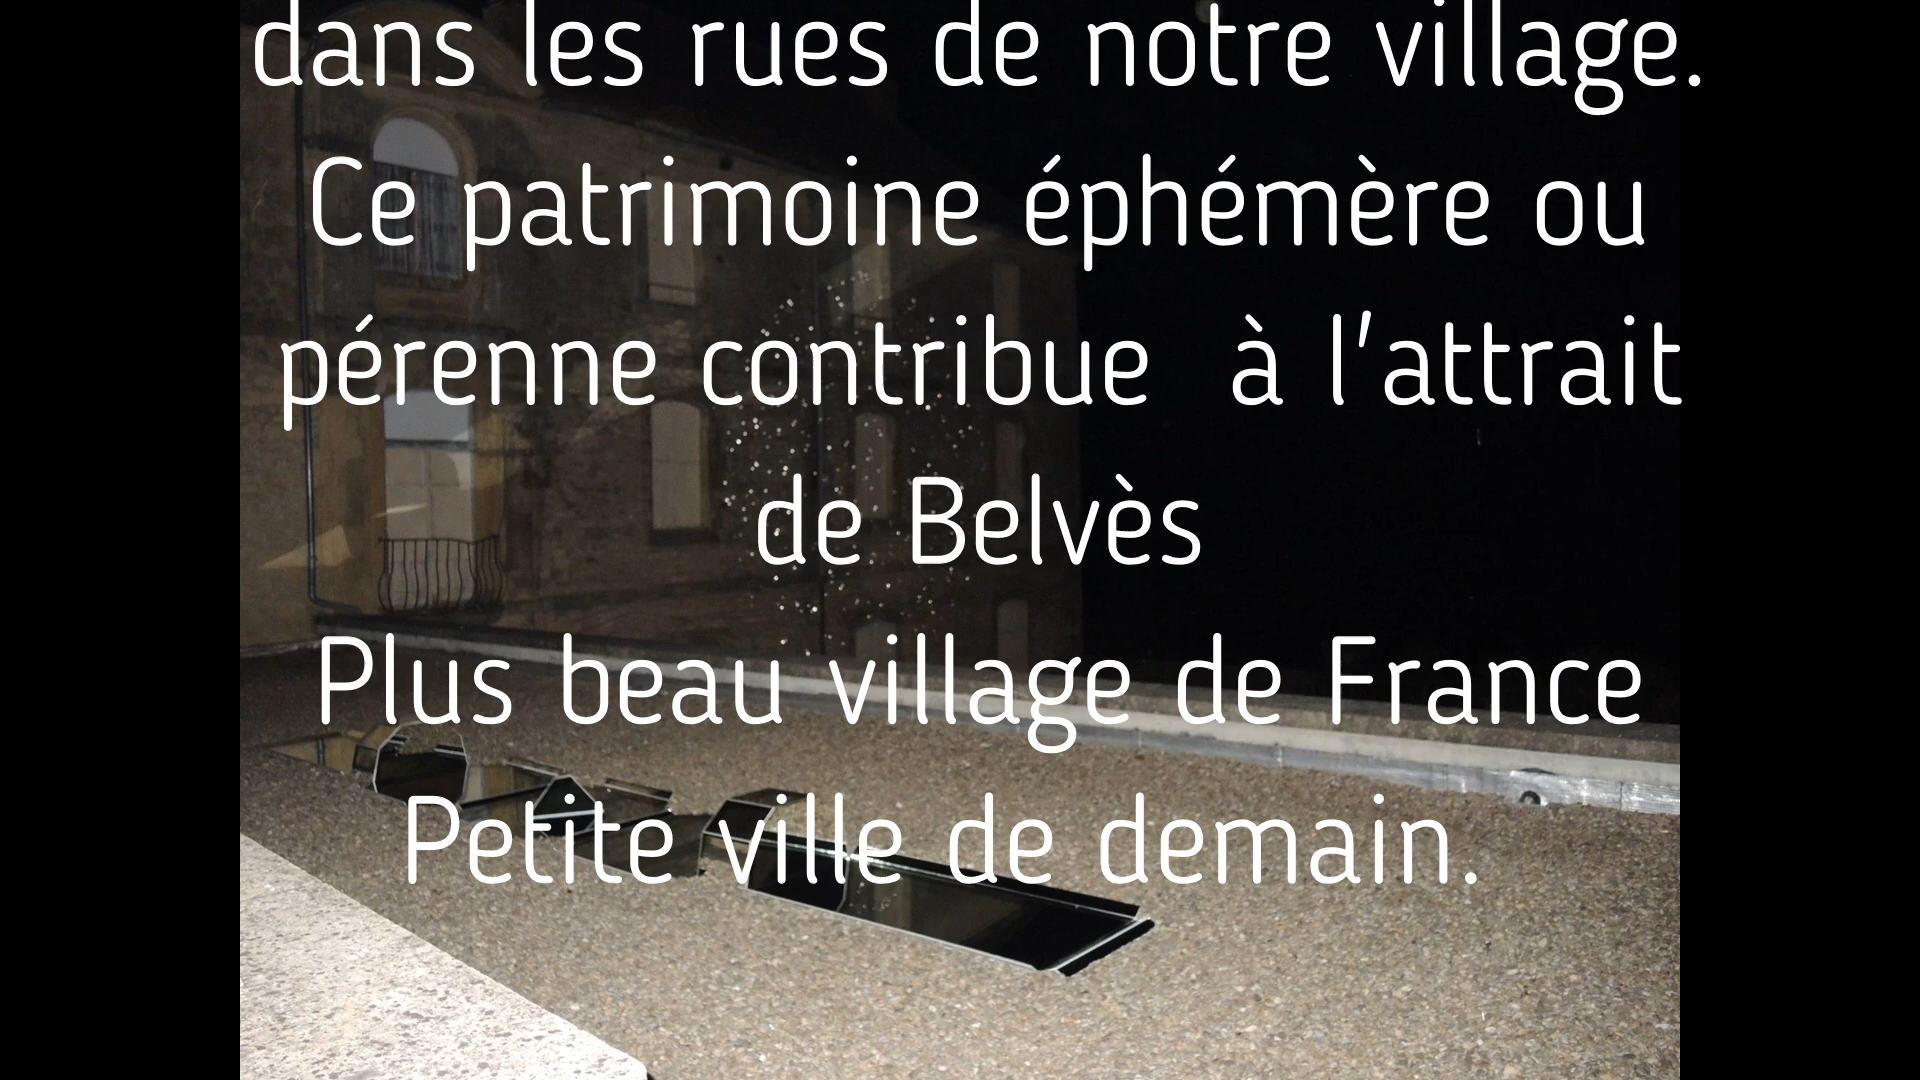 dans les rues de notre village.
Ce patrimoine éphémère ou
pérenne contribue  à l'attrait
de Belvès
Plus beau village de France
Petite ville de demain.